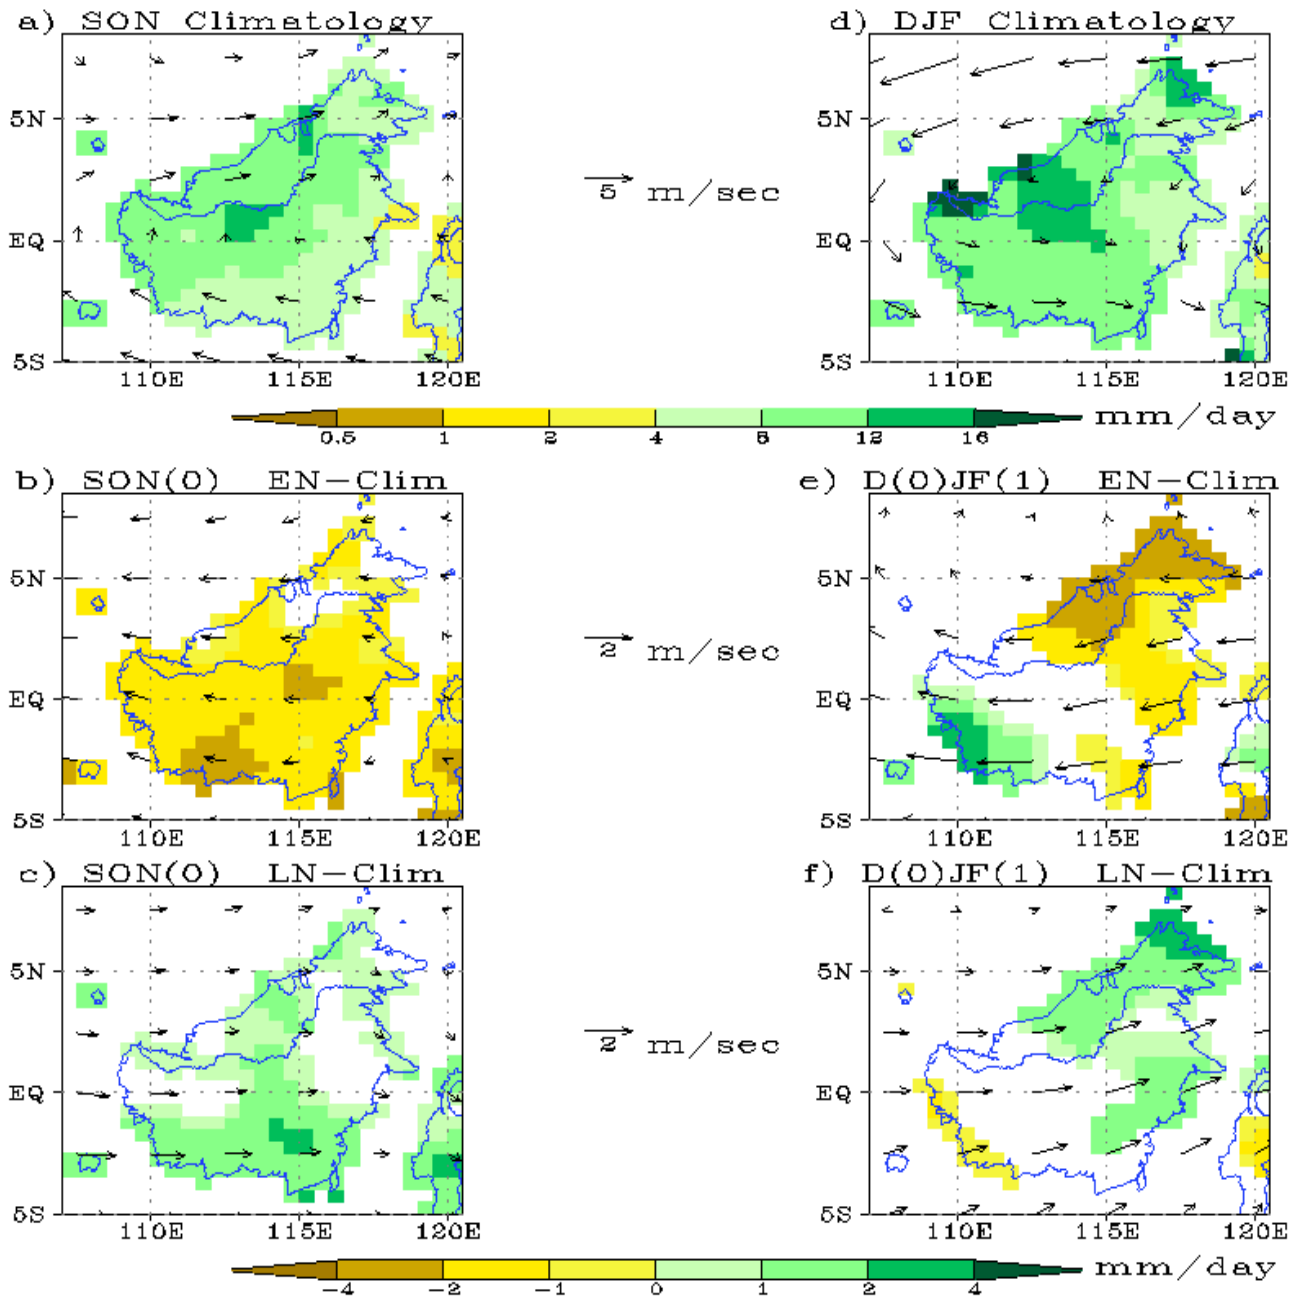 a) SON Climatology
d) DJF Climatology
5N
EQ
5S
110E 115E 120E
5 m/sec
5N
EQ
5S
110E 115E 120E
0.5 1 2 4 8 12 16 mm/day
b) SON(0) EN-Clim
e) D(0)JF(1) EN-Clim
5N
EQ
5S
110E 115E 120E
2 m/sec
5N
EQ
5S
110E 115E 120E
c) SON(0) LN-Clim
f) D(0)JF(1) LN-Clim
5N
EQ
5S
110E 115E 120E
2 m/sec
5N
EQ
5S
110E 115E 120E
-4 -2 -1 0 1 2 4 mm/day